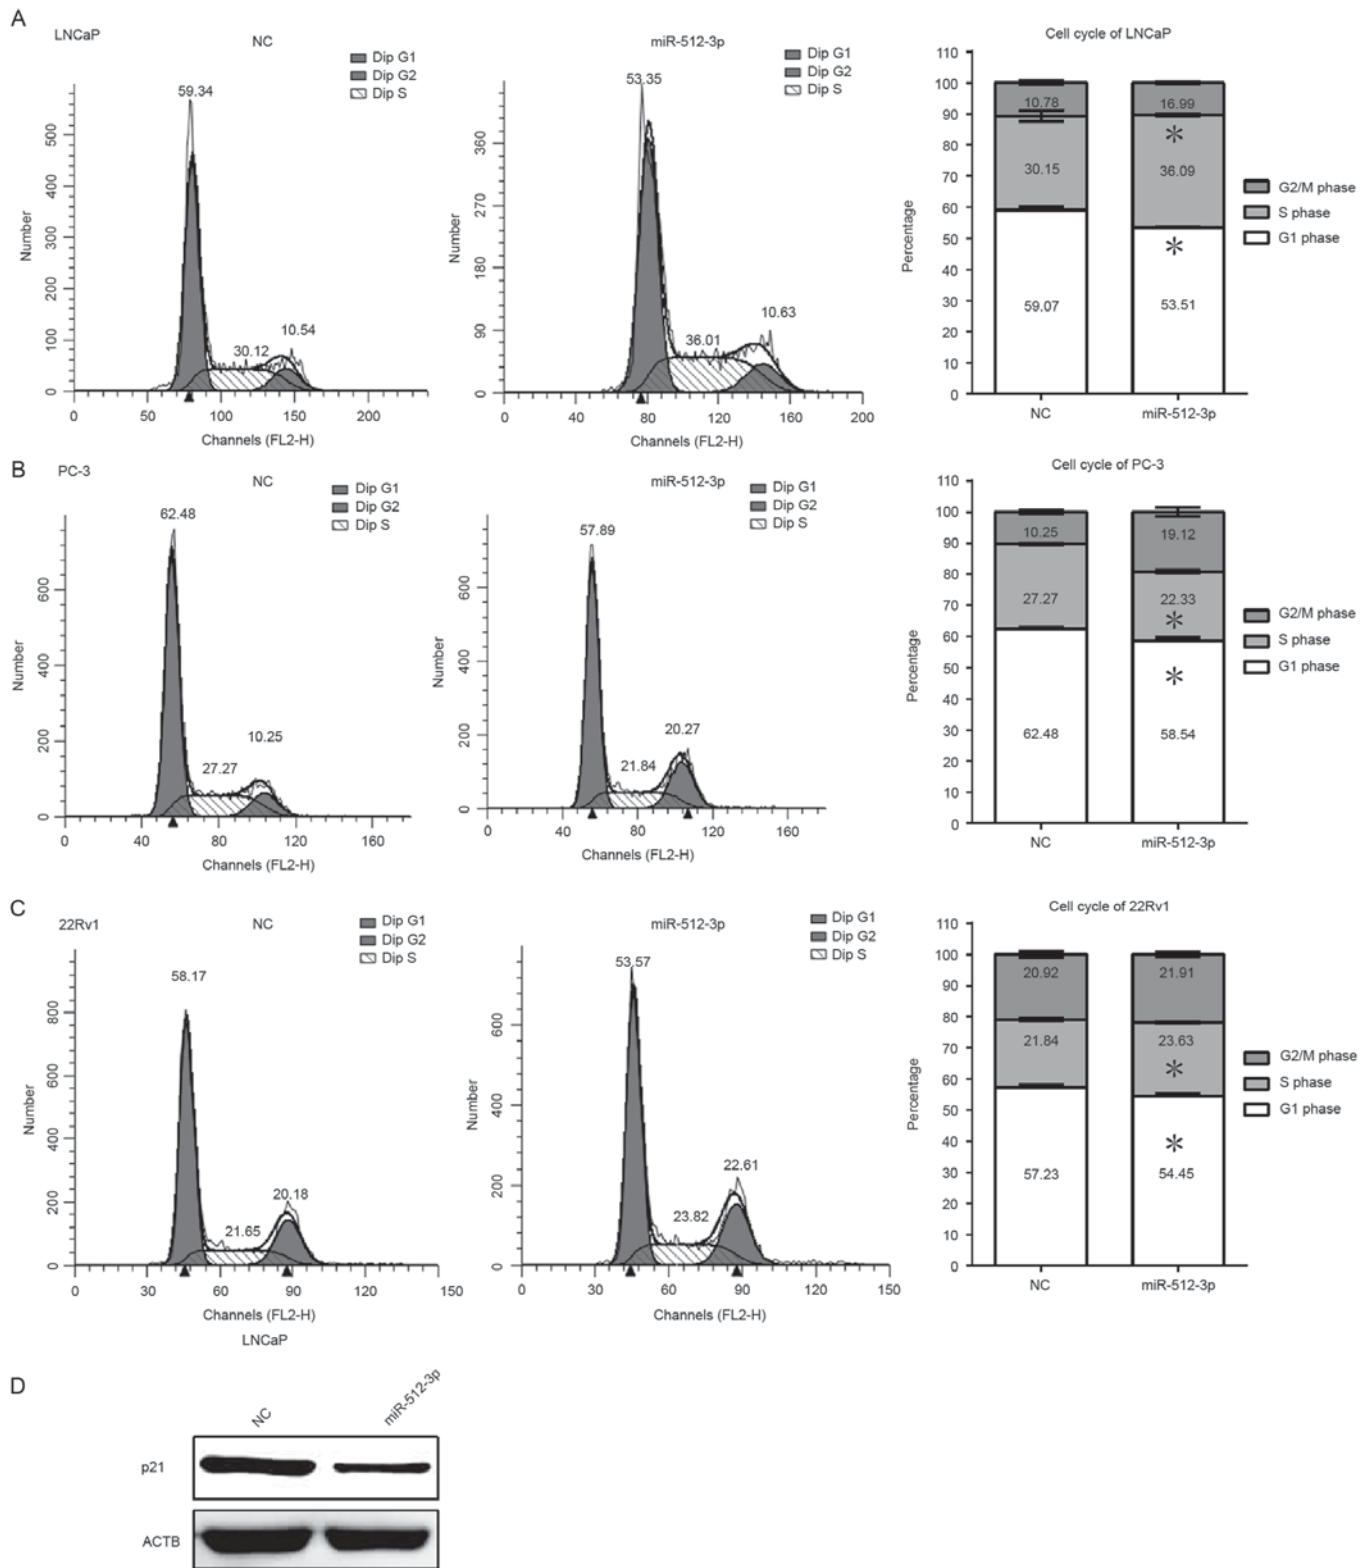 A
LNCaP
NC
Dip G1
Dip G2
Dip S
59.34
30.12
10.54
Number
0
100
200
300
400
500
0
50
100
150
200
Channels (FL2-H)
miR-512-3p
Dip G1
Dip G2
Dip S
53.35
36.01
10.63
Number
0
90
180
270
360
0
40
80
120
160
200
Channels (FL2-H)
Cell cycle of LNCaP
Percentage
110
100
90
80
70
60
50
40
30
20
10
0
10.78
30.15
59.07
16.99
*
36.09
*
53.51
NC
miR-512-3p
G2/M phase
S phase
G1 phase
B
PC-3
NC
Dip G1
Dip G2
Dip S
62.48
27.27
10.25
Number
0
200
400
600
0
40
80
120
160
Channels (FL2-H)
miR-512-3p
Dip G1
Dip G2
Dip S
57.89
21.84
20.27
Number
0
200
400
600
0
40
80
120
160
Channels (FL2-H)
Cell cycle of PC-3
Percentage
110
100
90
80
70
60
50
40
30
20
10
0
10.25
27.27
62.48
19.12
22.33
*
*
58.54
NC
miR-512-3p
G2/M phase
S phase
G1 phase
C
22Rv1
NC
Dip G1
Dip G2
Dip S
58.17
21.65
20.18
Number
0
200
400
600
800
0
30
60
90
120
150
Channels (FL2-H)
miR-512-3p
Dip G1
Dip G2
Dip S
53.57
23.82
22.61
Number
0
200
400
600
0
30
60
90
120
150
Channels (FL2-H)
Cell cycle of 22Rv1
Percentage
110
100
90
80
70
60
50
40
30
20
10
0
20.92
21.84
57.23
21.91
23.63
*
*
54.45
NC
miR-512-3p
G2/M phase
S phase
G1 phase
LNCaP
D
NC
miR-512-3p
p21
ACTB